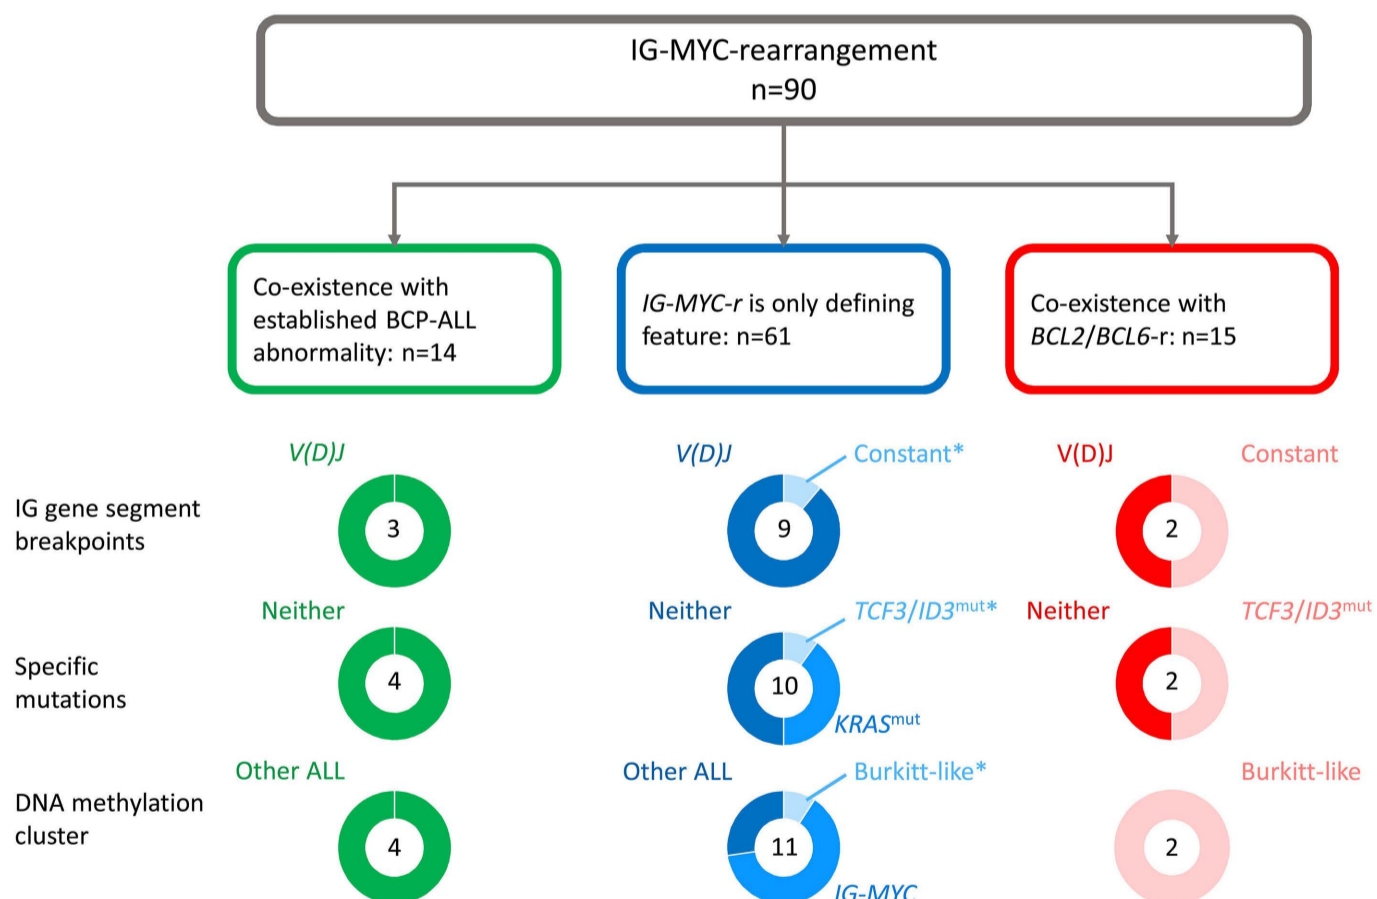 IG-MYC-rearrangement
n=90
Co-existence with
established BCP-ALL
abnormality: n=14
IG-MYC-r is only defining
feature: n=61
Co-existence with
BCL2/BCL6-r: n=15
V(D)J
V(D)J
Constant*
V(D)J
Constant
IG gene segment
breakpoints
3
9
2
Neither
Neither
TCF3/ID3mut*
Neither
TCF3/ID3mut
Specific
mutations
4
10
2
KRASmut
Other ALL
Other ALL
Burkitt-like*
Burkitt-like
DNA methylation
cluster
4
11
2
IG-MYC